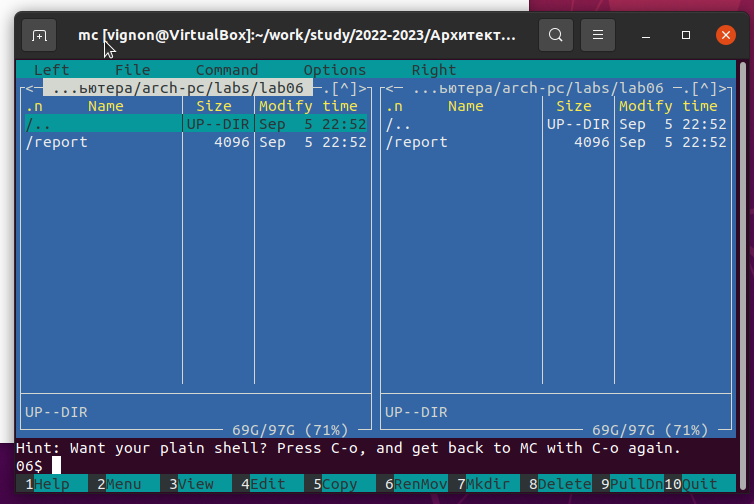 mc [vignon@VirtualBox]:~/work/study/2022-2023/Архитект...
Left File Command Options Right
<─ ...ьютера/arch-pc/labs/lab06 ─.[^]>
.n Name Size Modify time
/.. UP--DIR Sep 5 22:52
/report 4096 Sep 5 22:52
UP--DIR
69G/97G (71%)
<─ ...ьютера/arch-pc/labs/lab06 ─.[^]>
.n Name Size Modify time
/.. UP--DIR Sep 5 22:52
/report 4096 Sep 5 22:52
UP--DIR
69G/97G (71%)
Hint: Want your plain shell? Press C-o, and get back to MC with C-o again.
06$
1Help 2Menu 3View 4Edit 5Copy 6RenMov 7Mkdir 8Delete 9PullDn 10Quit